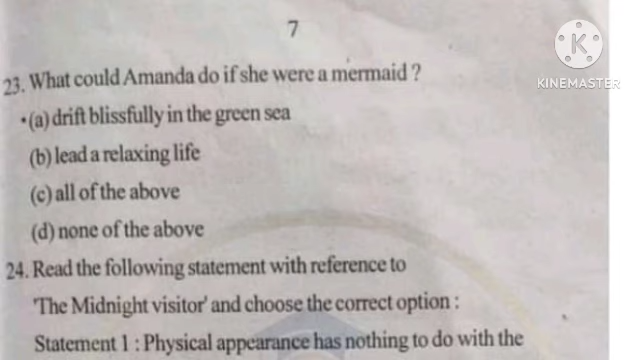 7
KINEMASTER
23. What could Amanda do if she were a mermaid ?
(a) drift blissfully in the green sea
(b) lead a relaxing life
(c) all of the above
(d) none of the above
24. Read the following statement with reference to
'The Midnight visitor' and choose the correct option :
Statement 1 : Physical appearance has nothing to do with the